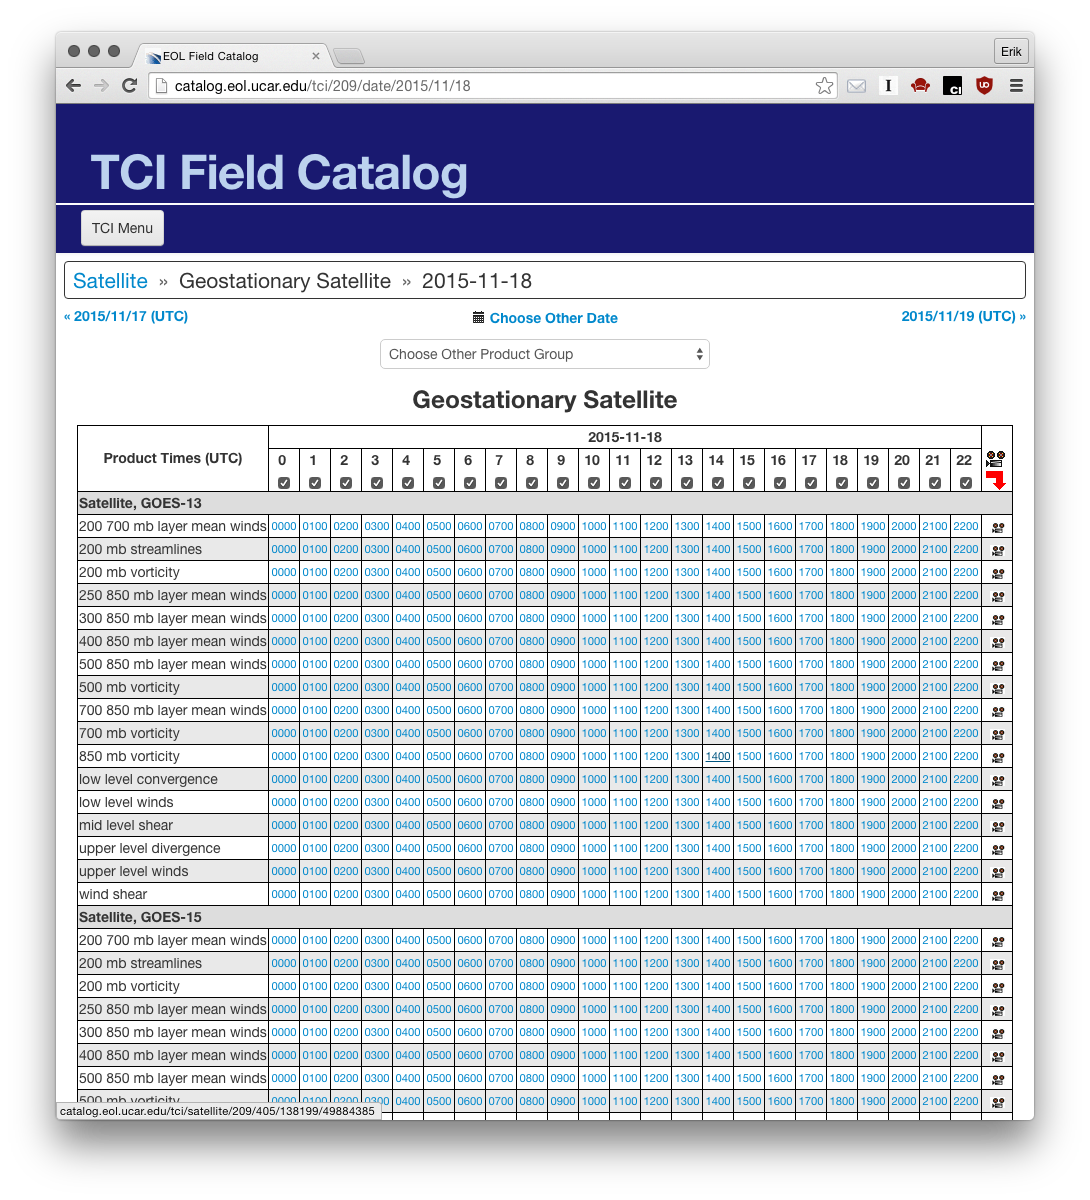 EOL Field Catalog
Erik
catalog.eol.ucar.edu/tci/209/date/2015/11/18
TCI Field Catalog
TCI Menu
Satellite » Geostationary Satellite » 2015-11-18
« 2015/11/17 (UTC) Choose Other Date 2015/11/19 (UTC) »
Choose Other Product Group
Geostationary Satellite
2015-11-18
Product Times (UTC) 0 1 2 3 4 5 6 7 8 9 10 11 12 13 14 15 16 17 18 19 20 21 22
Satellite, GOES-13
200 700 mb layer mean winds 0000 0100 0200 0300 0400 0500 0600 0700 0800 0900 1000 1100 1200 1300 1400 1500 1600 1700 1800 1900 2000 2100 2200
200 mb streamlines 0000 0100 0200 0300 0400 0500 0600 0700 0800 0900 1000 1100 1200 1300 1400 1500 1600 1700 1800 1900 2000 2100 2200
200 mb vorticity 0000 0100 0200 0300 0400 0500 0600 0700 0800 0900 1000 1100 1200 1300 1400 1500 1600 1700 1800 1900 2000 2100 2200
250 850 mb layer mean winds 0000 0100 0200 0300 0400 0500 0600 0700 0800 0900 1000 1100 1200 1300 1400 1500 1600 1700 1800 1900 2000 2100 2200
300 850 mb layer mean winds 0000 0100 0200 0300 0400 0500 0600 0700 0800 0900 1000 1100 1200 1300 1400 1500 1600 1700 1800 1900 2000 2100 2200
400 850 mb layer mean winds 0000 0100 0200 0300 0400 0500 0600 0700 0800 0900 1000 1100 1200 1300 1400 1500 1600 1700 1800 1900 2000 2100 2200
500 850 mb layer mean winds 0000 0100 0200 0300 0400 0500 0600 0700 0800 0900 1000 1100 1200 1300 1400 1500 1600 1700 1800 1900 2000 2100 2200
500 mb vorticity 0000 0100 0200 0300 0400 0500 0600 0700 0800 0900 1000 1100 1200 1300 1400 1500 1600 1700 1800 1900 2000 2100 2200
700 850 mb layer mean winds 0000 0100 0200 0300 0400 0500 0600 0700 0800 0900 1000 1100 1200 1300 1400 1500 1600 1700 1800 1900 2000 2100 2200
700 mb vorticity 0000 0100 0200 0300 0400 0500 0600 0700 0800 0900 1000 1100 1200 1300 1400 1500 1600 1700 1800 1900 2000 2100 2200
850 mb vorticity 0000 0100 0200 0300 0400 0500 0600 0700 0800 0900 1000 1100 1200 1300 1400 1500 1600 1700 1800 1900 2000 2100 2200
low level convergence 0000 0100 0200 0300 0400 0500 0600 0700 0800 0900 1000 1100 1200 1300 1400 1500 1600 1700 1800 1900 2000 2100 2200
low level winds 0000 0100 0200 0300 0400 0500 0600 0700 0800 0900 1000 1100 1200 1300 1400 1500 1600 1700 1800 1900 2000 2100 2200
mid level shear 0000 0100 0200 0300 0400 0500 0600 0700 0800 0900 1000 1100 1200 1300 1400 1500 1600 1700 1800 1900 2000 2100 2200
upper level divergence 0000 0100 0200 0300 0400 0500 0600 0700 0800 0900 1000 1100 1200 1300 1400 1500 1600 1700 1800 1900 2000 2100 2200
upper level winds 0000 0100 0200 0300 0400 0500 0600 0700 0800 0900 1000 1100 1200 1300 1400 1500 1600 1700 1800 1900 2000 2100 2200
wind shear 0000 0100 0200 0300 0400 0500 0600 0700 0800 0900 1000 1100 1200 1300 1400 1500 1600 1700 1800 1900 2000 2100 2200
Satellite, GOES-15
200 700 mb layer mean winds 0000 0100 0200 0300 0400 0500 0600 0700 0800 0900 1000 1100 1200 1300 1400 1500 1600 1700 1800 1900 2000 2100 2200
200 mb streamlines 0000 0100 0200 0300 0400 0500 0600 0700 0800 0900 1000 1100 1200 1300 1400 1500 1600 1700 1800 1900 2000 2100 2200
200 mb vorticity 0000 0100 0200 0300 0400 0500 0600 0700 0800 0900 1000 1100 1200 1300 1400 1500 1600 1700 1800 1900 2000 2100 2200
250 850 mb layer mean winds 0000 0100 0200 0300 0400 0500 0600 0700 0800 0900 1000 1100 1200 1300 1400 1500 1600 1700 1800 1900 2000 2100 2200
300 850 mb layer mean winds 0000 0100 0200 0300 0400 0500 0600 0700 0800 0900 1000 1100 1200 1300 1400 1500 1600 1700 1800 1900 2000 2100 2200
400 850 mb layer mean winds 0000 0100 0200 0300 0400 0500 0600 0700 0800 0900 1000 1100 1200 1300 1400 1500 1600 1700 1800 1900 2000 2100 2200
500 850 mb layer mean winds 0000 0100 0200 0300 0400 0500 0600 0700 0800 0900 1000 1100 1200 1300 1400 1500 1600 1700 1800 1900 2000 2100 2200
500 mb vorticity 0000 0100 0200 0300 0400 0500 0600 0700 0800 0900 1000 1100 1200 1300 1400 1500 1600 1700 1800 1900 2000 2100 2200
catalog.eol.ucar.edu/tci/satellite/209/405/138199/49884385